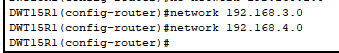 DWT15R1(config-router)#network 192.168.3.0
DWT15R1(config-router)#network 192.168.4.0
DWT15R1(config-router)#